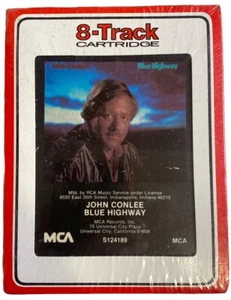 8-Track
CARTRIDGE
John Conlee Blue Highway
Mfd. by RCA Music Service under License
6550 East 30th Street, Indianapolis, Indiana 46219
JOHN CONLEE
BLUE HIGHWAY
MCA Records, Inc.
70 Universal City Plaza
Universal City, California 91608
MCA S124189 MCA